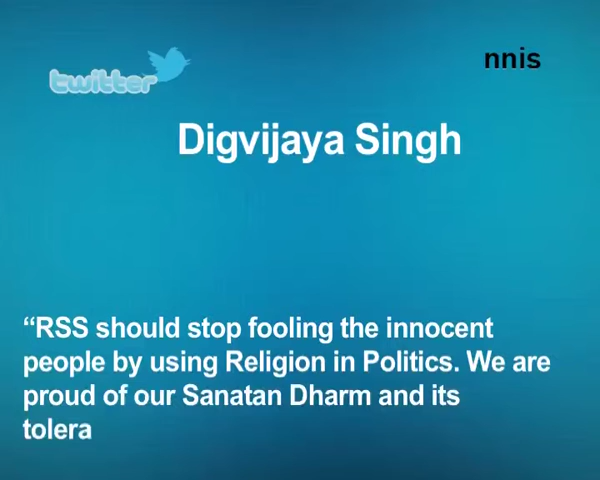 twitter
nnis
Digvijaya Singh
“RSS should stop fooling the innocent
people by using Religion in Politics. We are
proud of our Sanatan Dharm and its
tolera